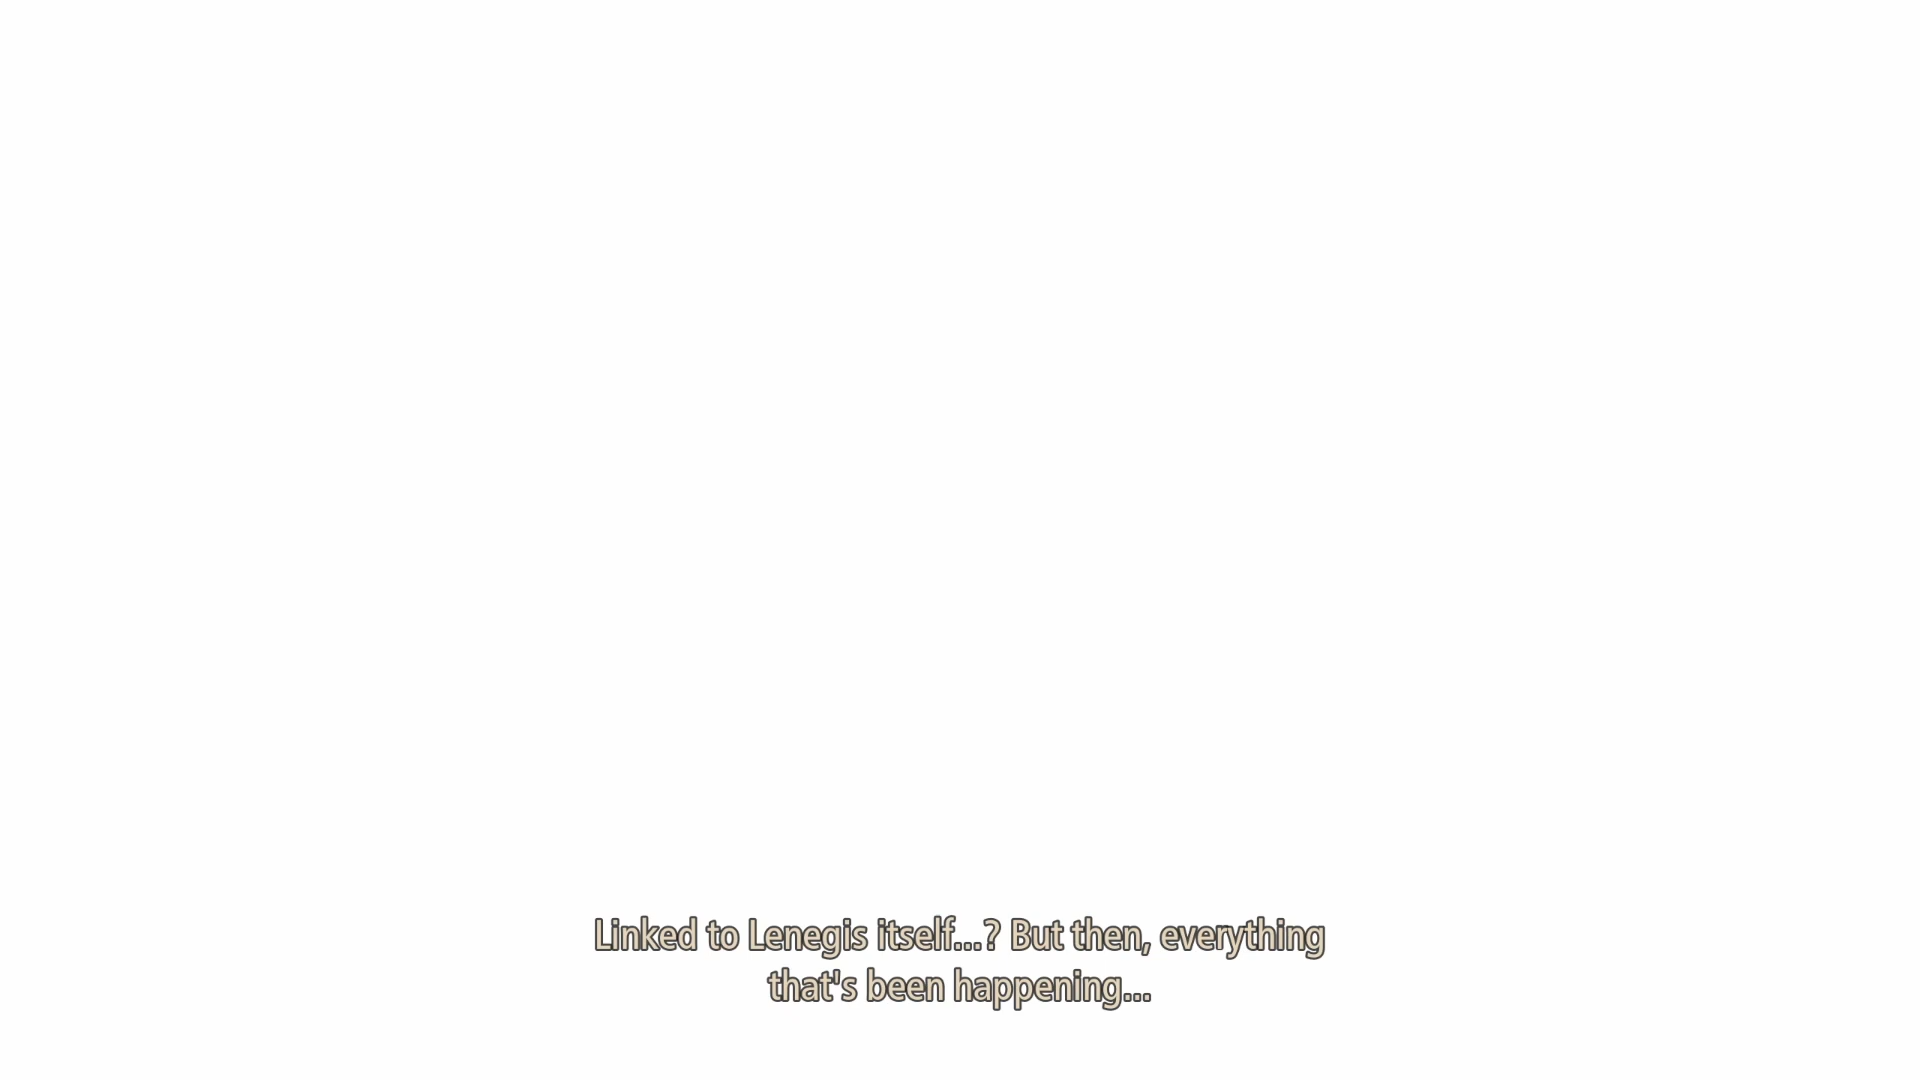 Linked to Lenegis itself...? But then, everything
that's been happening...